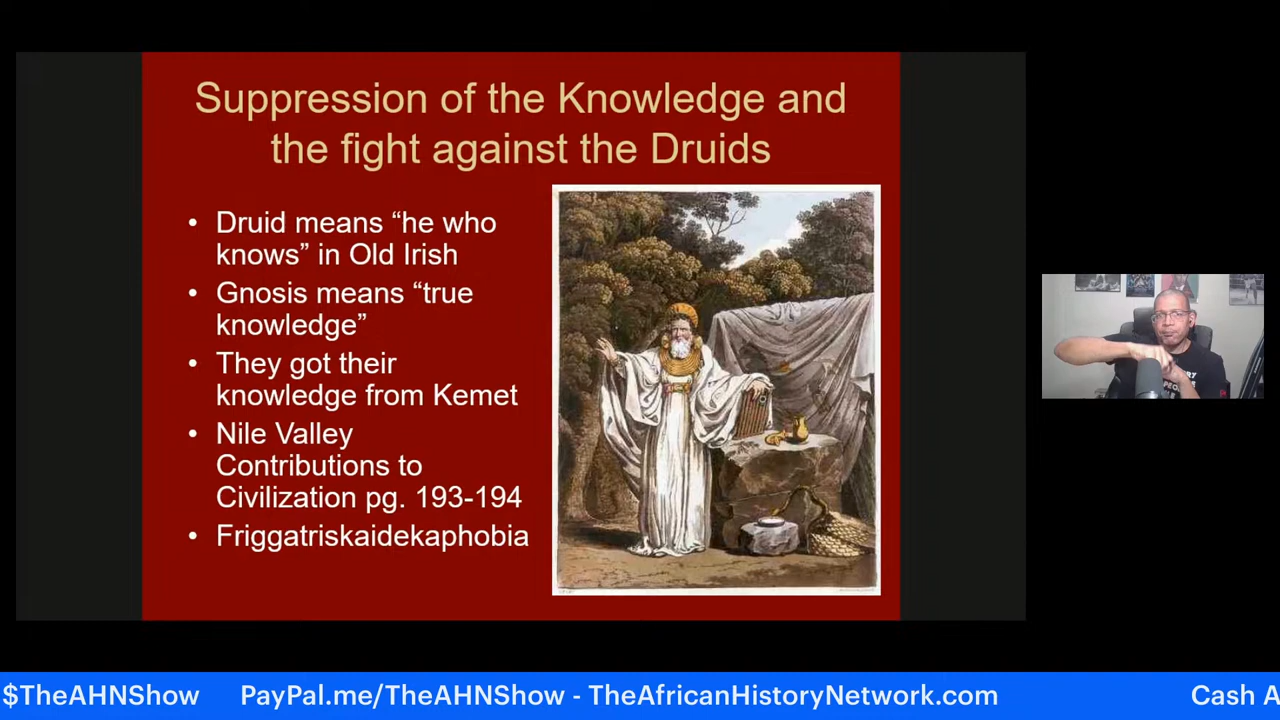 Suppression of the Knowledge and
the fight against the Druids
• Druid means “he who
knows” in Old Irish
• Gnosis means “true
knowledge”
• They got their
knowledge from Kemet
• Nile Valley
Contributions to
Civilization pg. 193-194
• Friggatriskaidekaphobia
$TheAHNShow PayPal.me/TheAHNShow - TheAfricanHistoryNetwork.com Cash A